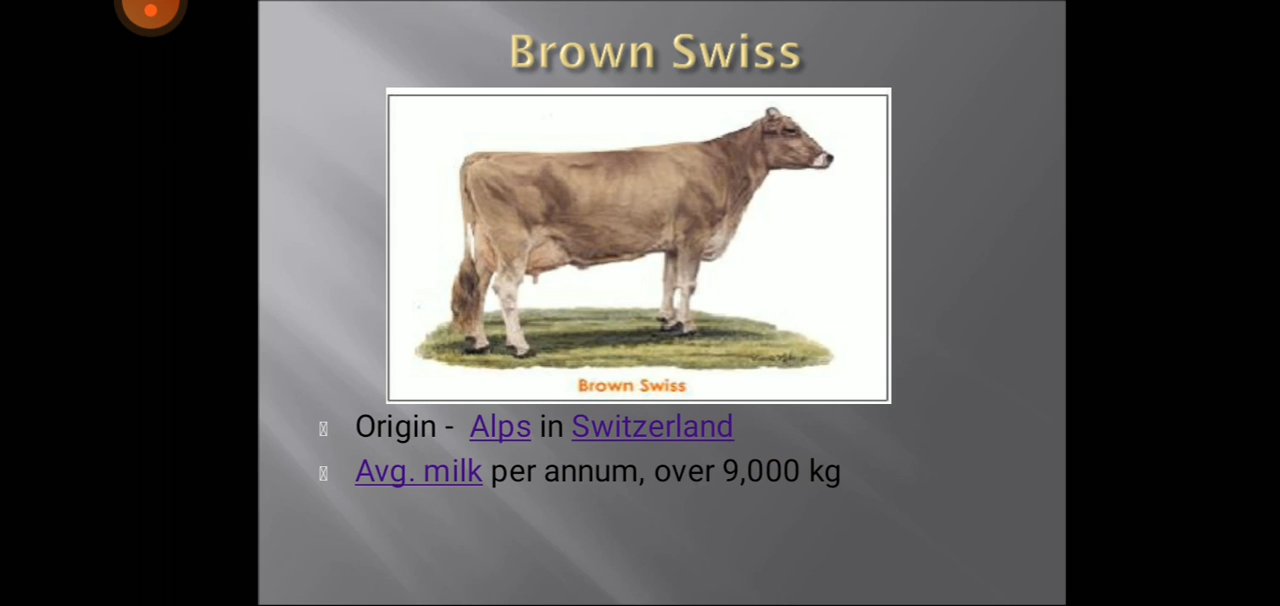 Brown Swiss
Brown Swiss
Origin - Alps in Switzerland
Avg. milk per annum, over 9,000 kg